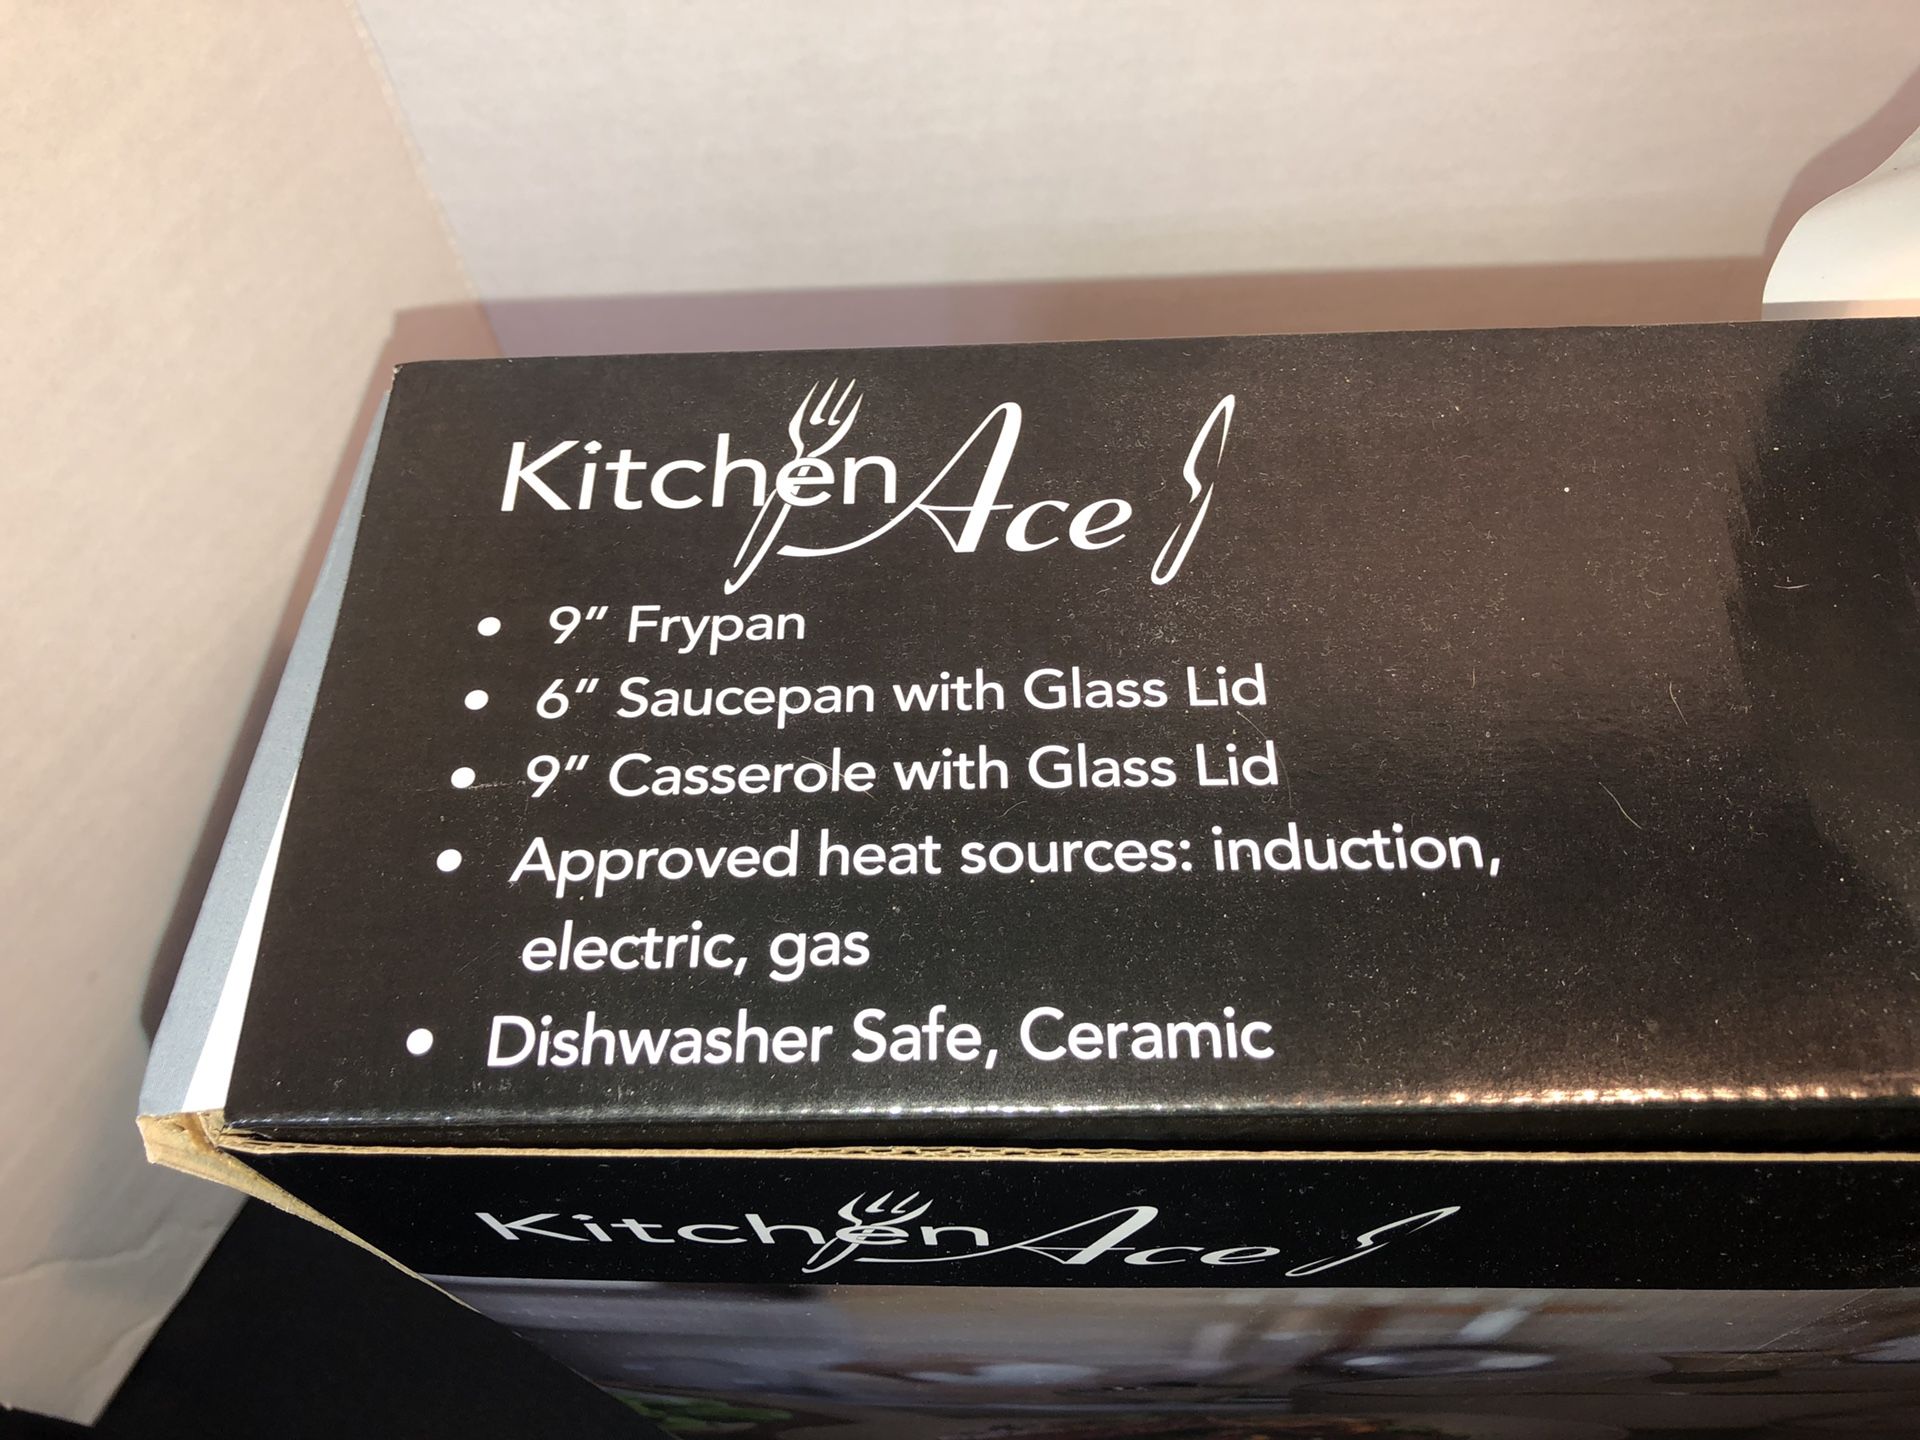 Kitchen Ace
• 9" Frypan
• 6" Saucepan with Glass Lid
• 9" Casserole with Glass Lid
• Approved heat sources: induction,
electric, gas
• Dishwasher Safe, Ceramic
Kitchen Ace